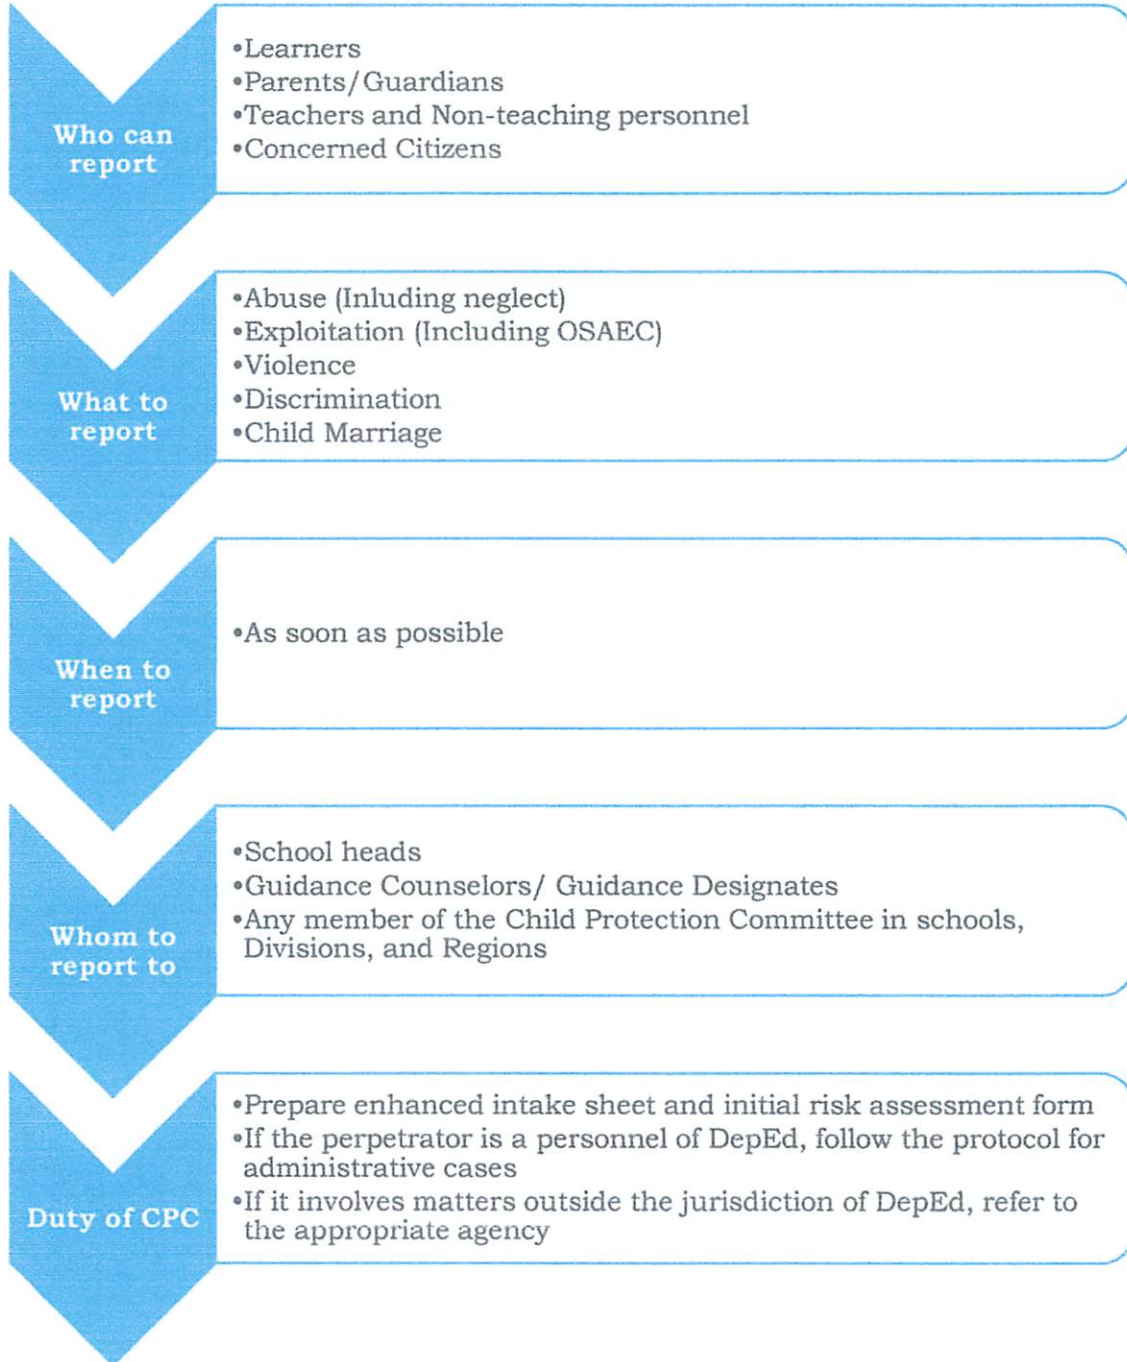 Who can
report
•Learners
•Parents/Guardians
•Teachers and Non-teaching personnel
•Concerned Citizens
What to
report
•Abuse (Inluding neglect)
•Exploitation (Including OSAEC)
•Violence
•Discrimination
•Child Marriage
When to
report
•As soon as possible
Whom to
report to
•School heads
•Guidance Counselors/ Guidance Designates
•Any member of the Child Protection Committee in schools,
Divisions, and Regions
Duty of CPC
•Prepare enhanced intake sheet and initial risk assessment form
•If the perpetrator is a personnel of DepEd, follow the protocol for
administrative cases
•If it involves matters outside the jurisdiction of DepEd, refer to
the appropriate agency